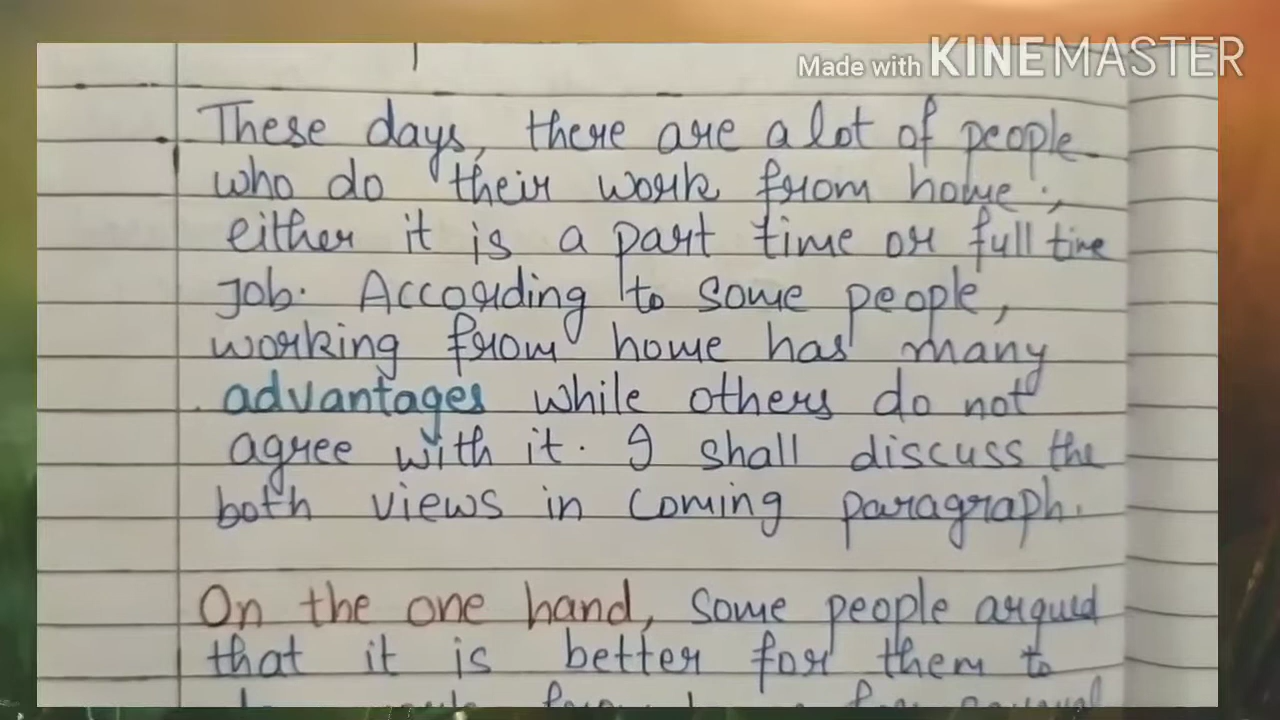 Made with KINEMASTER
These days, there are a lot of people
who do their work from home,
either it is a part time or full time
Job. According to some people,
working from home has many
advantages while others do not
agree with it. I shall discuss the
both views in coming paragraph.
On the one hand, some people argued
that it is better for them to